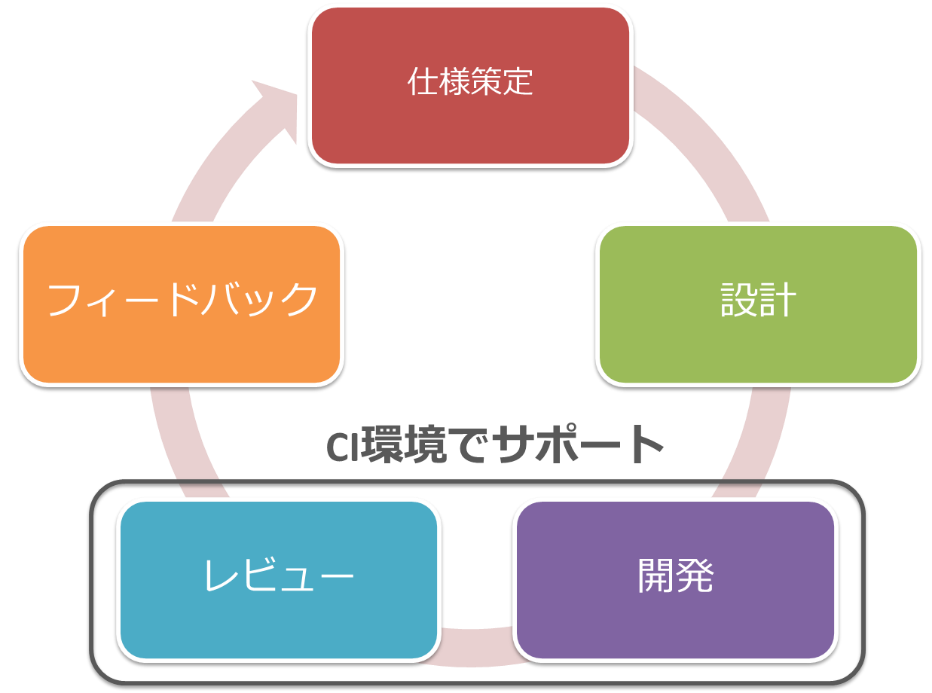 仕様策定
フィードバック
設計
CI環境でサポート
レビュー
開発